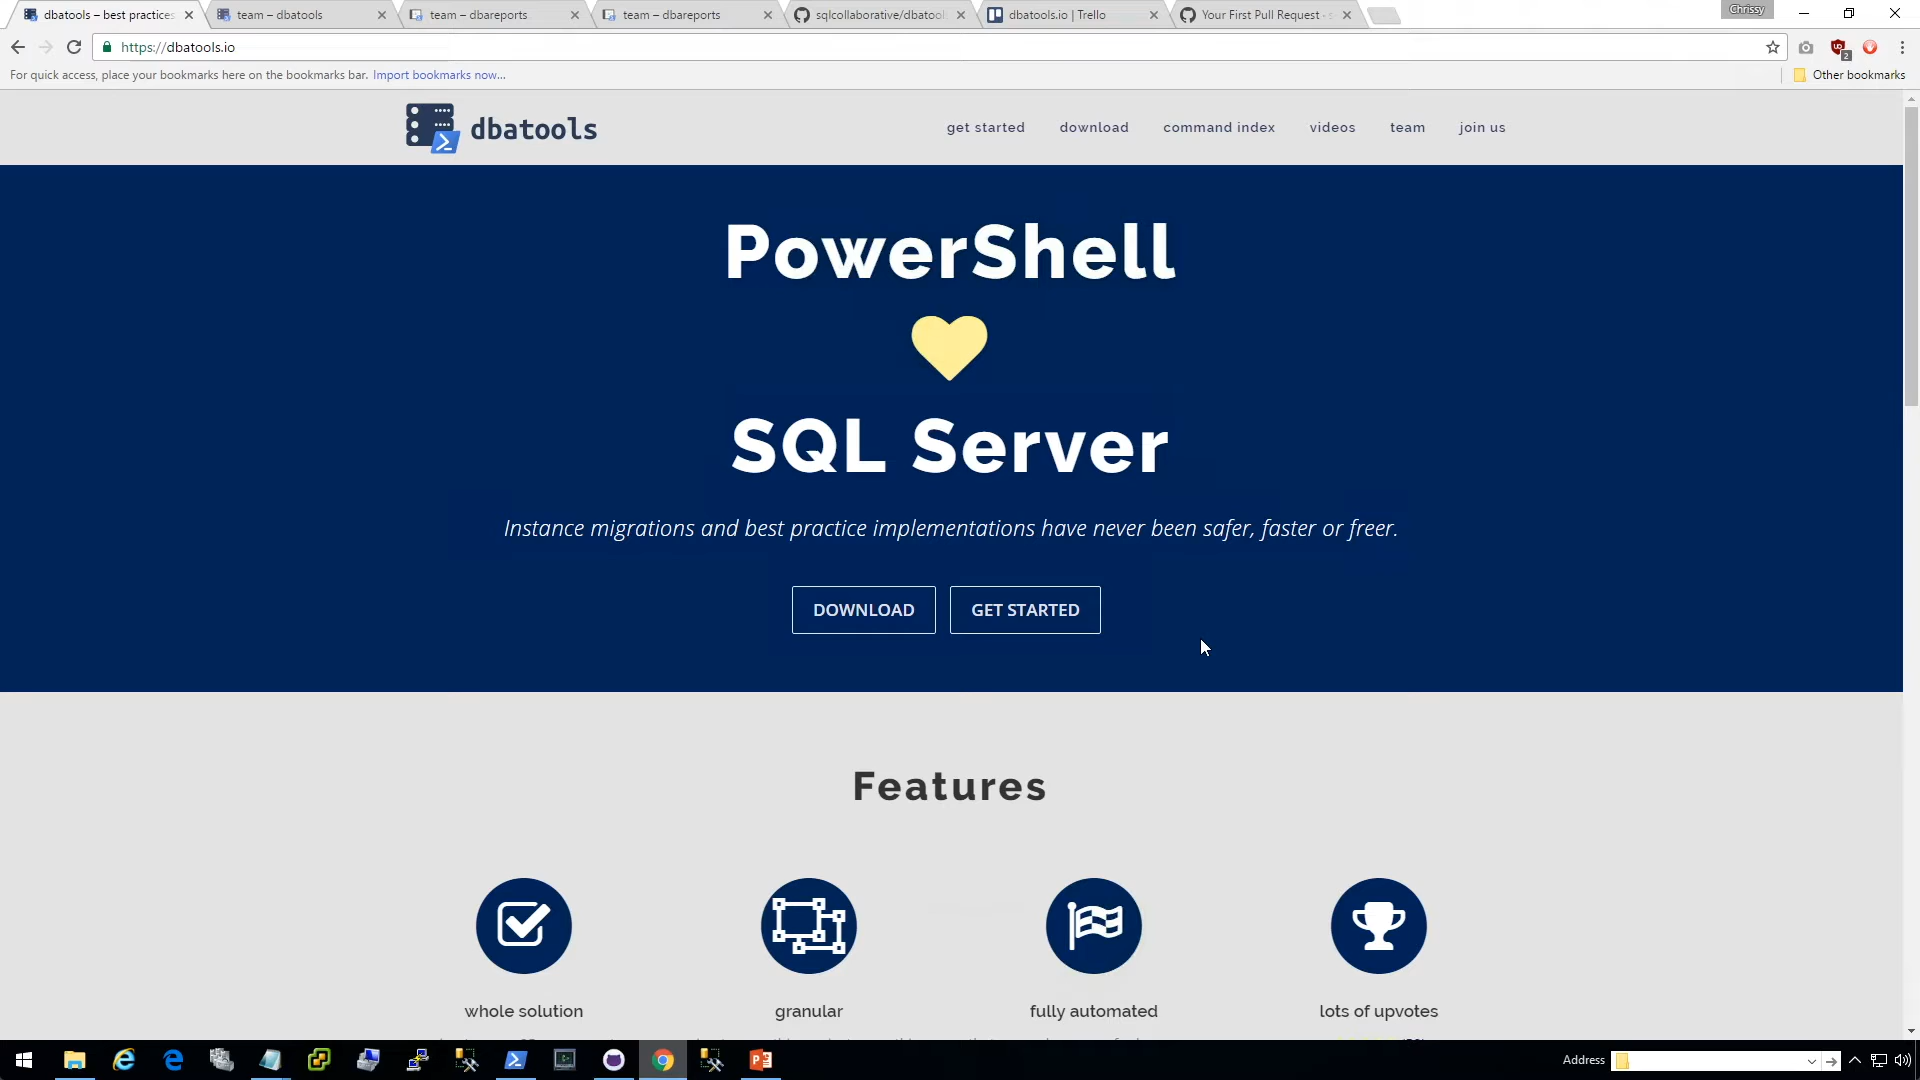 dbatools – best practices
team – dbatools
team – dbareports
team – dbareports
sqlcollaborative/dbatool
dbatools.io | Trello
Your First Pull Request - s
Chrissy
https://dbatools.io
2
For quick access, place your bookmarks here on the bookmarks bar. Import bookmarks now...
Other bookmarks
dbatools
get started
download
command index
videos
team
join us
PowerShell
SQL Server
Instance migrations and best practice implementations have never been safer, faster or freer.
DOWNLOAD
GET STARTED
Features
whole solution
granular
fully automated
lots of upvotes
Address